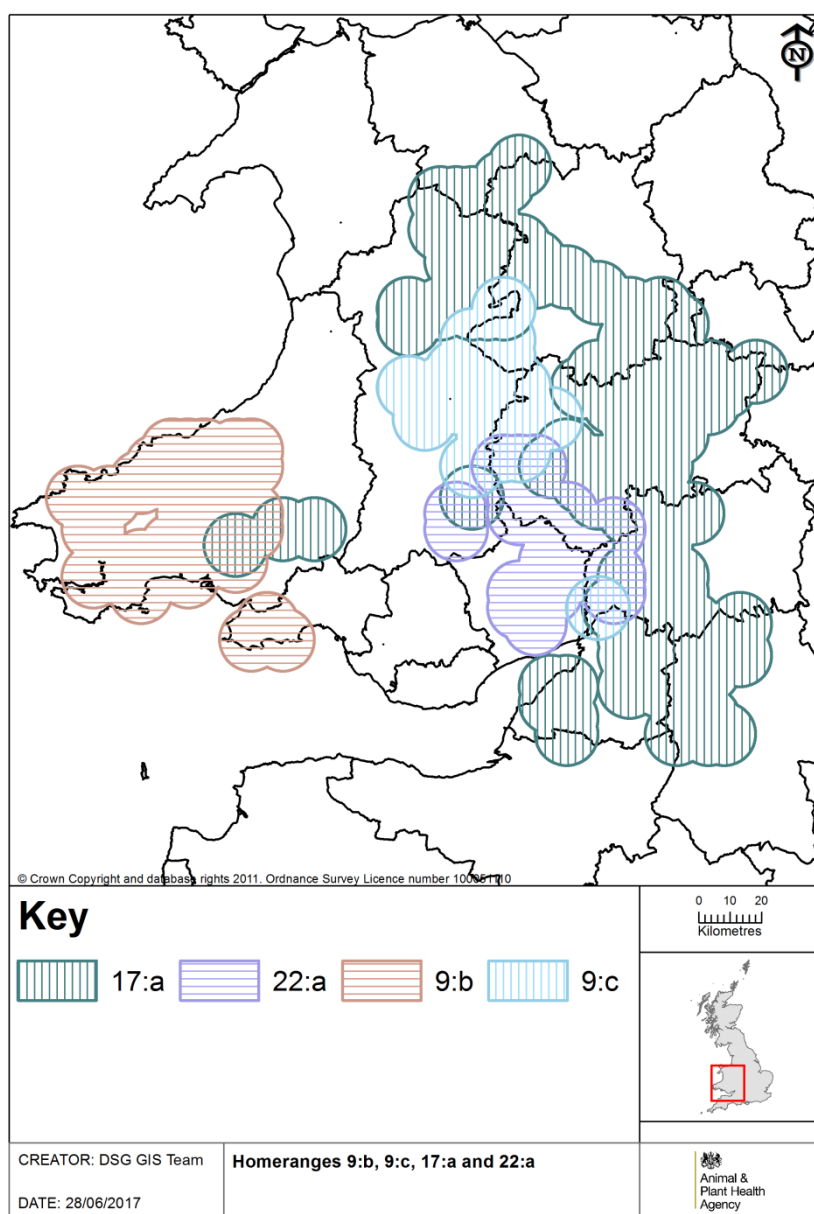 N
© Crown Copyright and database rights 2011. Ordnance Survey Licence number 100051110
Key
17:a
22:a
9:b
9:c
0 10 20
Kilometres
CREATOR: DSG GIS Team
DATE: 28/06/2017
Homeranges 9:b, 9:c, 17:a and 22:a
Animal &
Plant Health
Agency